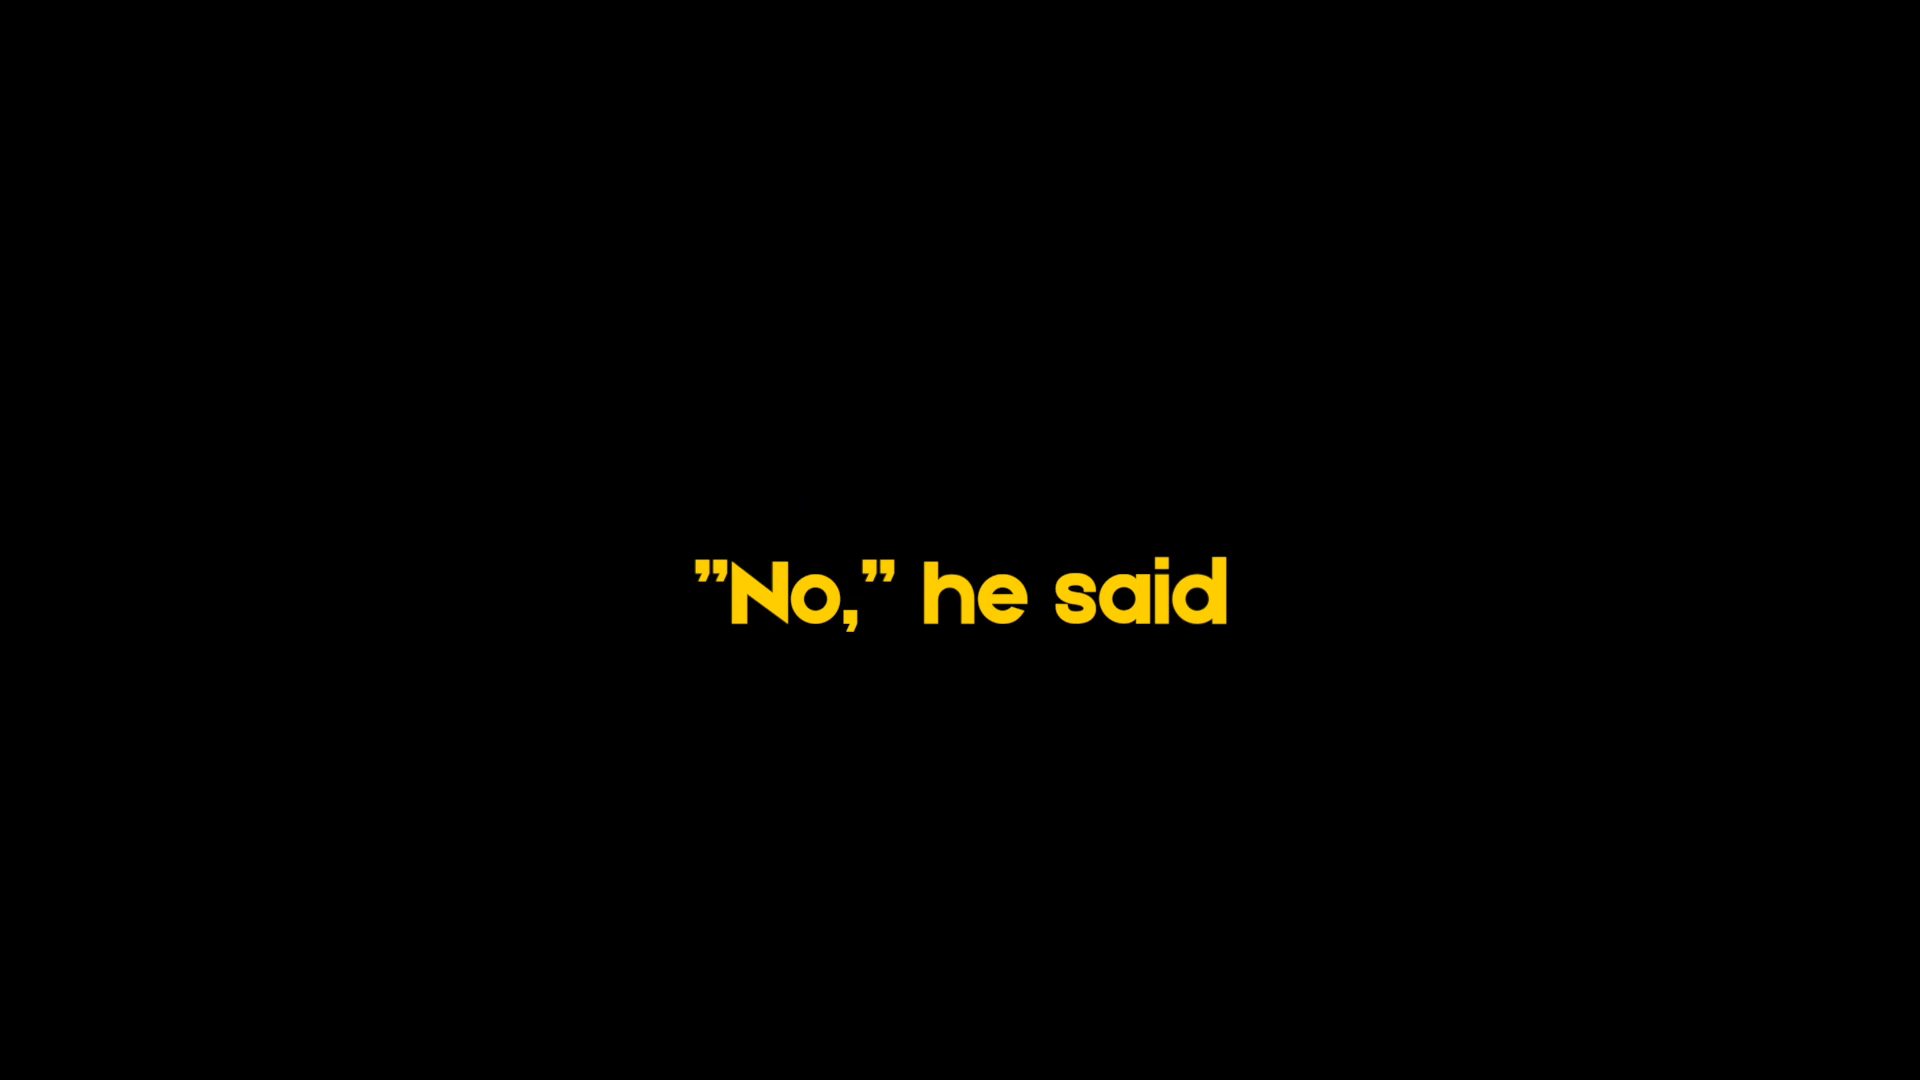 ”No,” he said